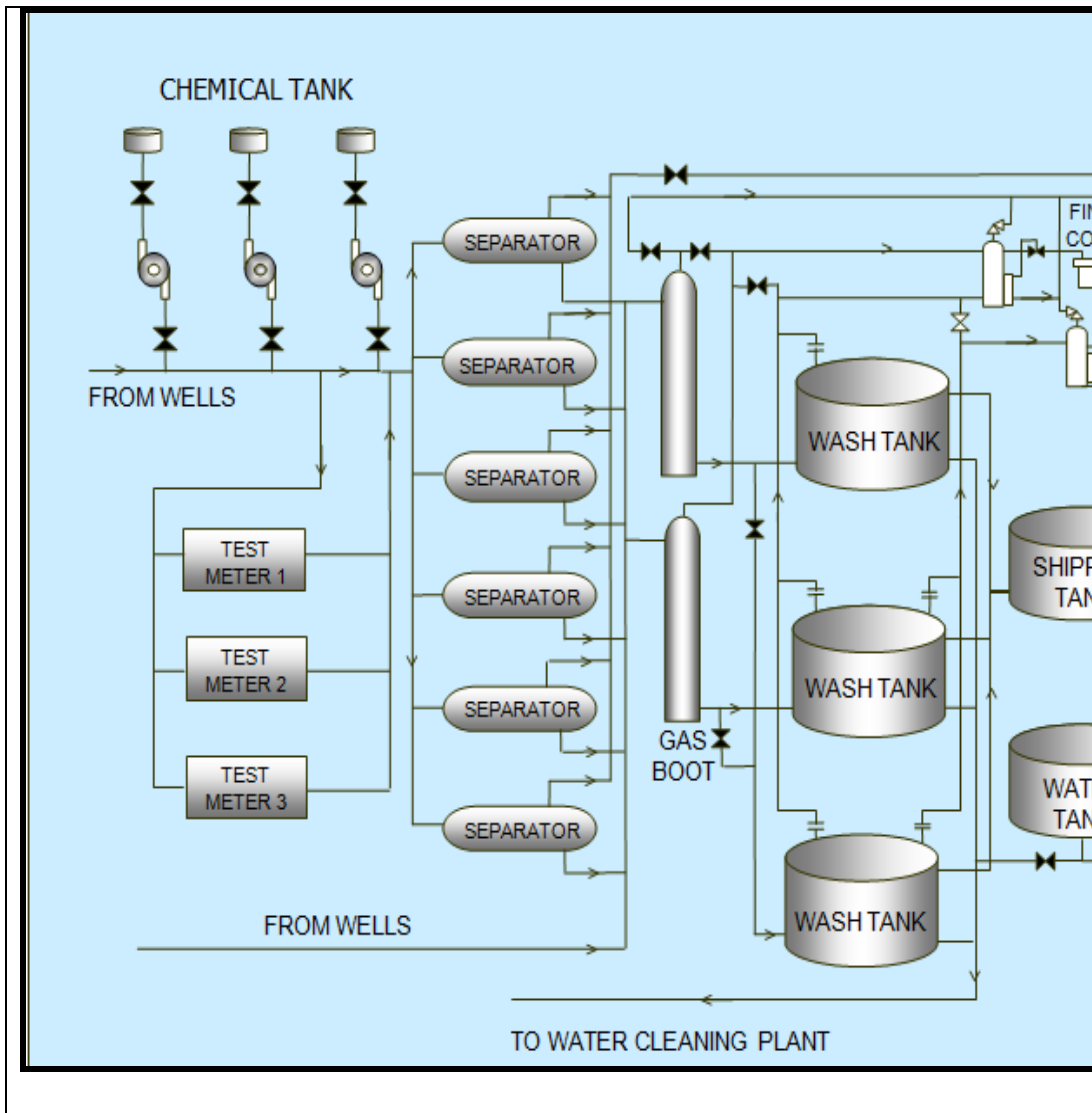 CHEMICAL TANK
SEPARATOR
FROM WELLS
SEPARATOR
SEPARATOR
TEST
METER 1
SEPARATOR
TEST
METER 2
SEPARATOR
TEST
METER 3
SEPARATOR
FROM WELLS
GAS
BOOT
WASH TANK
WASH TANK
WASH TANK
TO WATER CLEANING PLANT